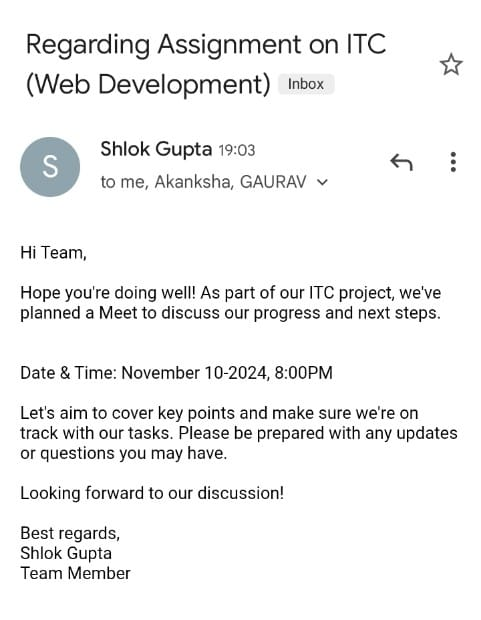 Regarding Assignment on ITC
(Web Development) Inbox
S
Shlok Gupta 19:03
to me, Akanksha, GAURAV
Hi Team,
Hope you're doing well! As part of our ITC project, we've
planned a Meet to discuss our progress and next steps.
Date & Time: November 10-2024, 8:00PM
Let's aim to cover key points and make sure we're on
track with our tasks. Please be prepared with any updates
or questions you may have.
Looking forward to our discussion!
Best regards,
Shlok Gupta
Team Member